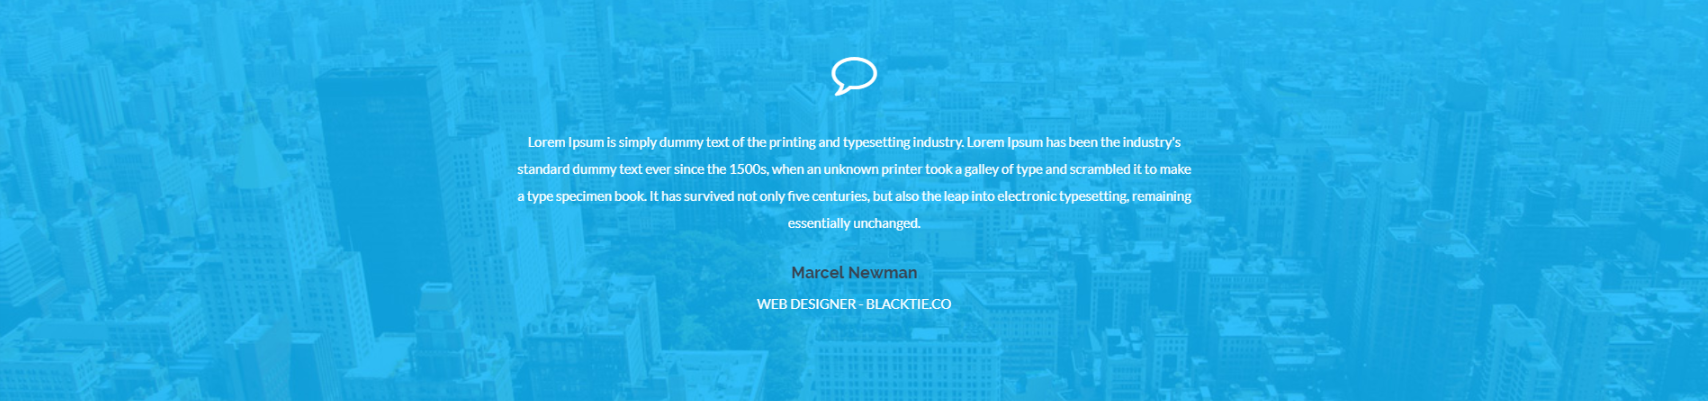 Lorem Ipsum is simply dummy text of the printing and typesetting industry. Lorem Ipsum has been the industry's
standard dummy text ever since the 1500s, when an unknown printer took a galley of type and scrambled it to make
a type specimen book. It has survived not only five centuries, but also the leap into electronic typesetting, remaining
essentially unchanged.
Marcel Newman
WEB DESIGNER - BLACKTIE.CO